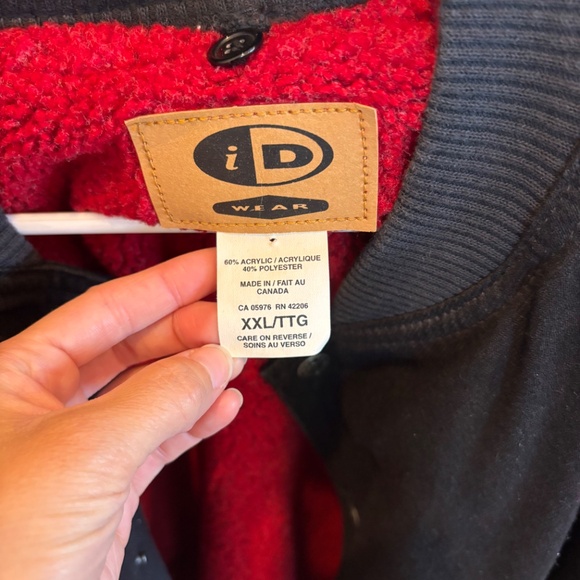 iD
WEAR
60% ACRYLIC / ACRYLIQUE
40% POLYESTER
MADE IN / FAIT AU
CANADA
CA 05976 RN 42206
XXL/TTG
CARE ON REVERSE /
SOINS AU VERSO